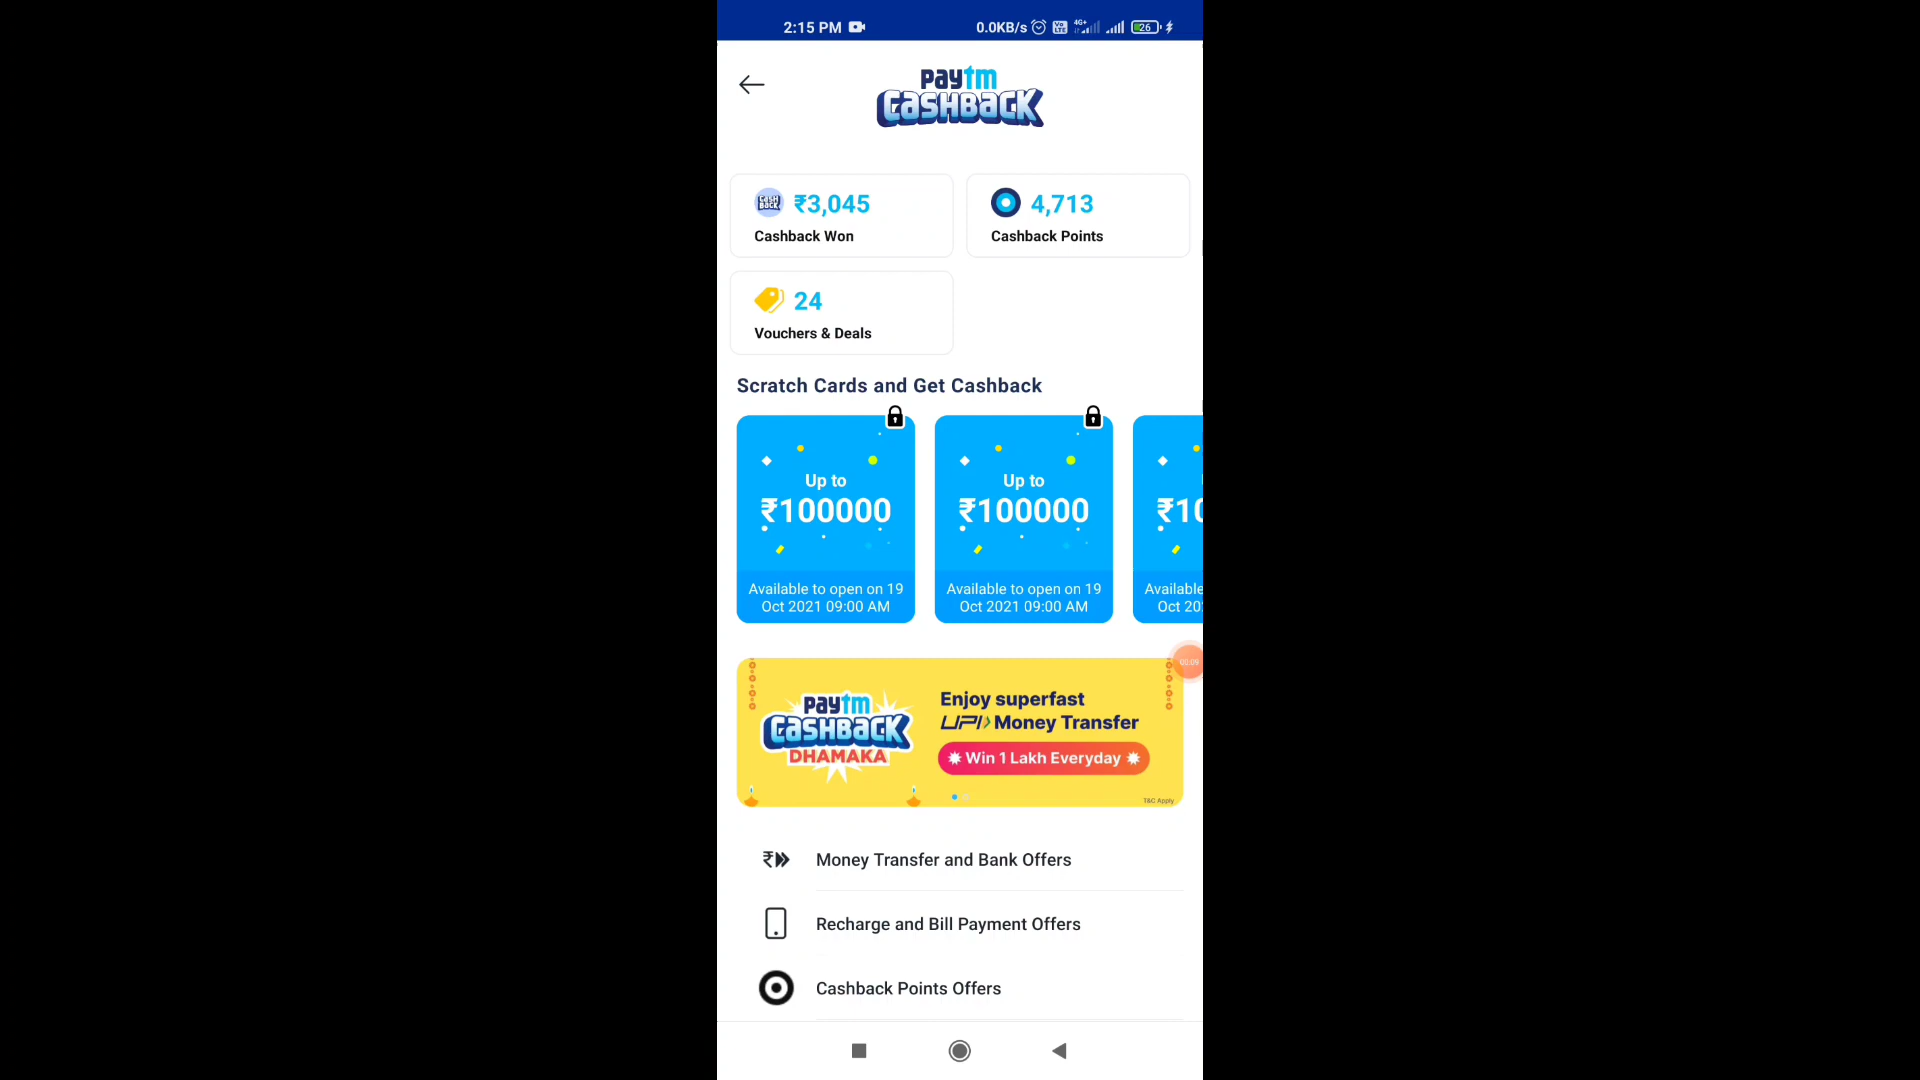 2:15 PM 0.0KB/s 4G+ 26
paytm
CASHBACK
₹3,045
Cashback Won
4,713
Cashback Points
24
Vouchers & Deals
Scratch Cards and Get Cashback
Up to
₹100000
Available to open on 19
Oct 2021 09:00 AM
Up to
₹100000
Available to open on 19
Oct 2021 09:00 AM
₹10
Available
Oct 20
00:09
paytm
CASHBACK
DHAMAKA
Enjoy superfast
UPI Money Transfer
Win 1 Lakh Everyday
T&C Apply
Money Transfer and Bank Offers
Recharge and Bill Payment Offers
Cashback Points Offers